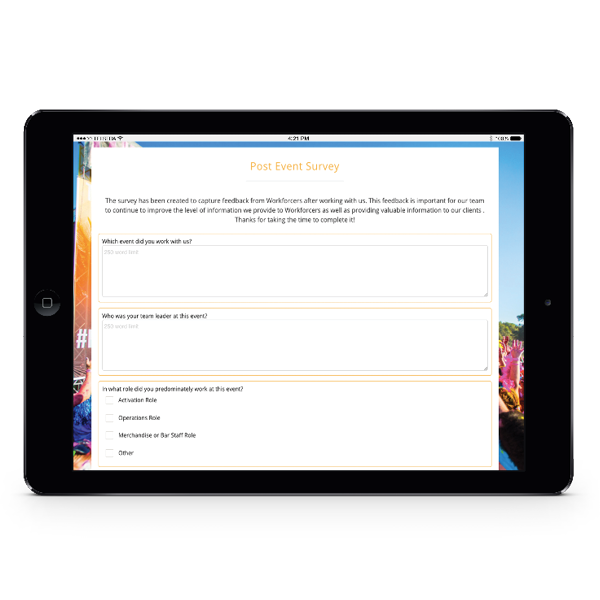 4:21 PM
100%
Post Event Survey
The survey has been created to capture feedback from Workforcers after working with us. This feedback is important for our team
to continue to improve the level of information we provide to Workforcers as well as providing valuable information to our clients .
Thanks for taking the time to complete it!
Which event did you work with us?
250 word limit
Who was your team leader at this event?
250 word limit
In what role did you predominately work at this event?
Activation Role
Operations Role
Merchandise or Bar Staff Role
Other